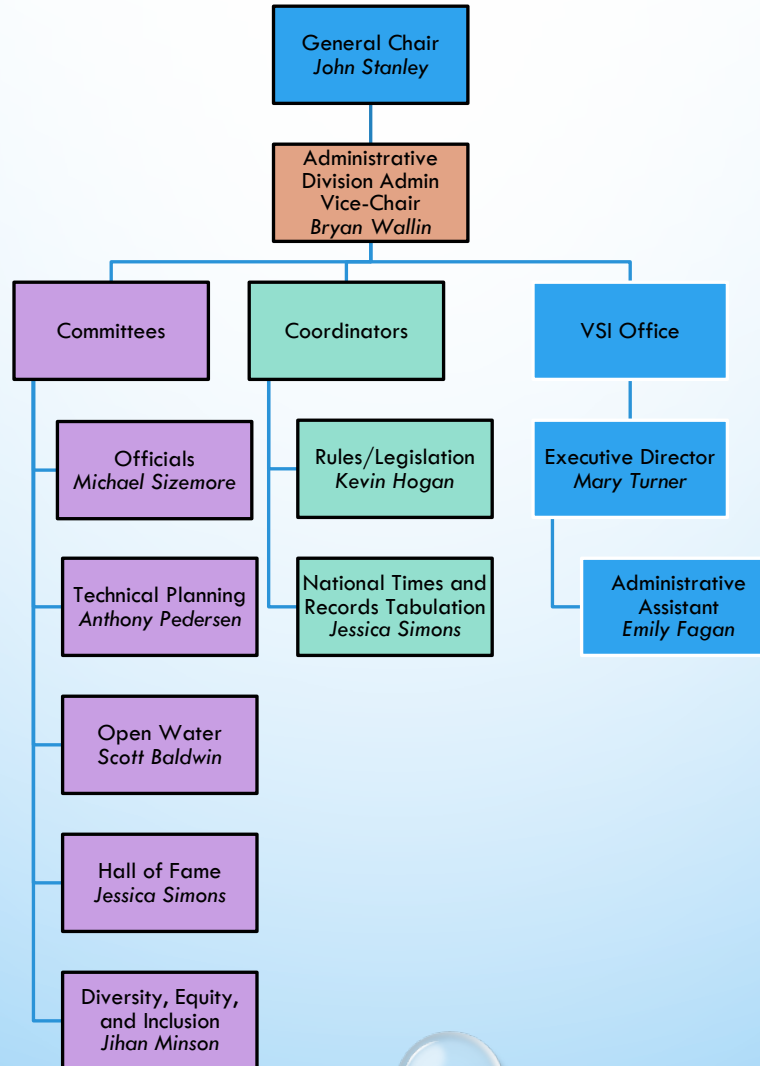 General Chair
John Stanley
Administrative
Division Admin
Vice-Chair
Bryan Wallin
Committees
Coordinators
VSI Office
Officials
Michael Sizemore
Rules/Legislation
Kevin Hogan
Executive Director
Mary Turner
Technical Planning
Anthony Pedersen
National Times and
Records Tabulation
Jessica Simons
Administrative
Assistant
Emily Fagan
Open Water
Scott Baldwin
Hall of Fame
Jessica Simons
Diversity, Equity,
and Inclusion
Jihan Minson